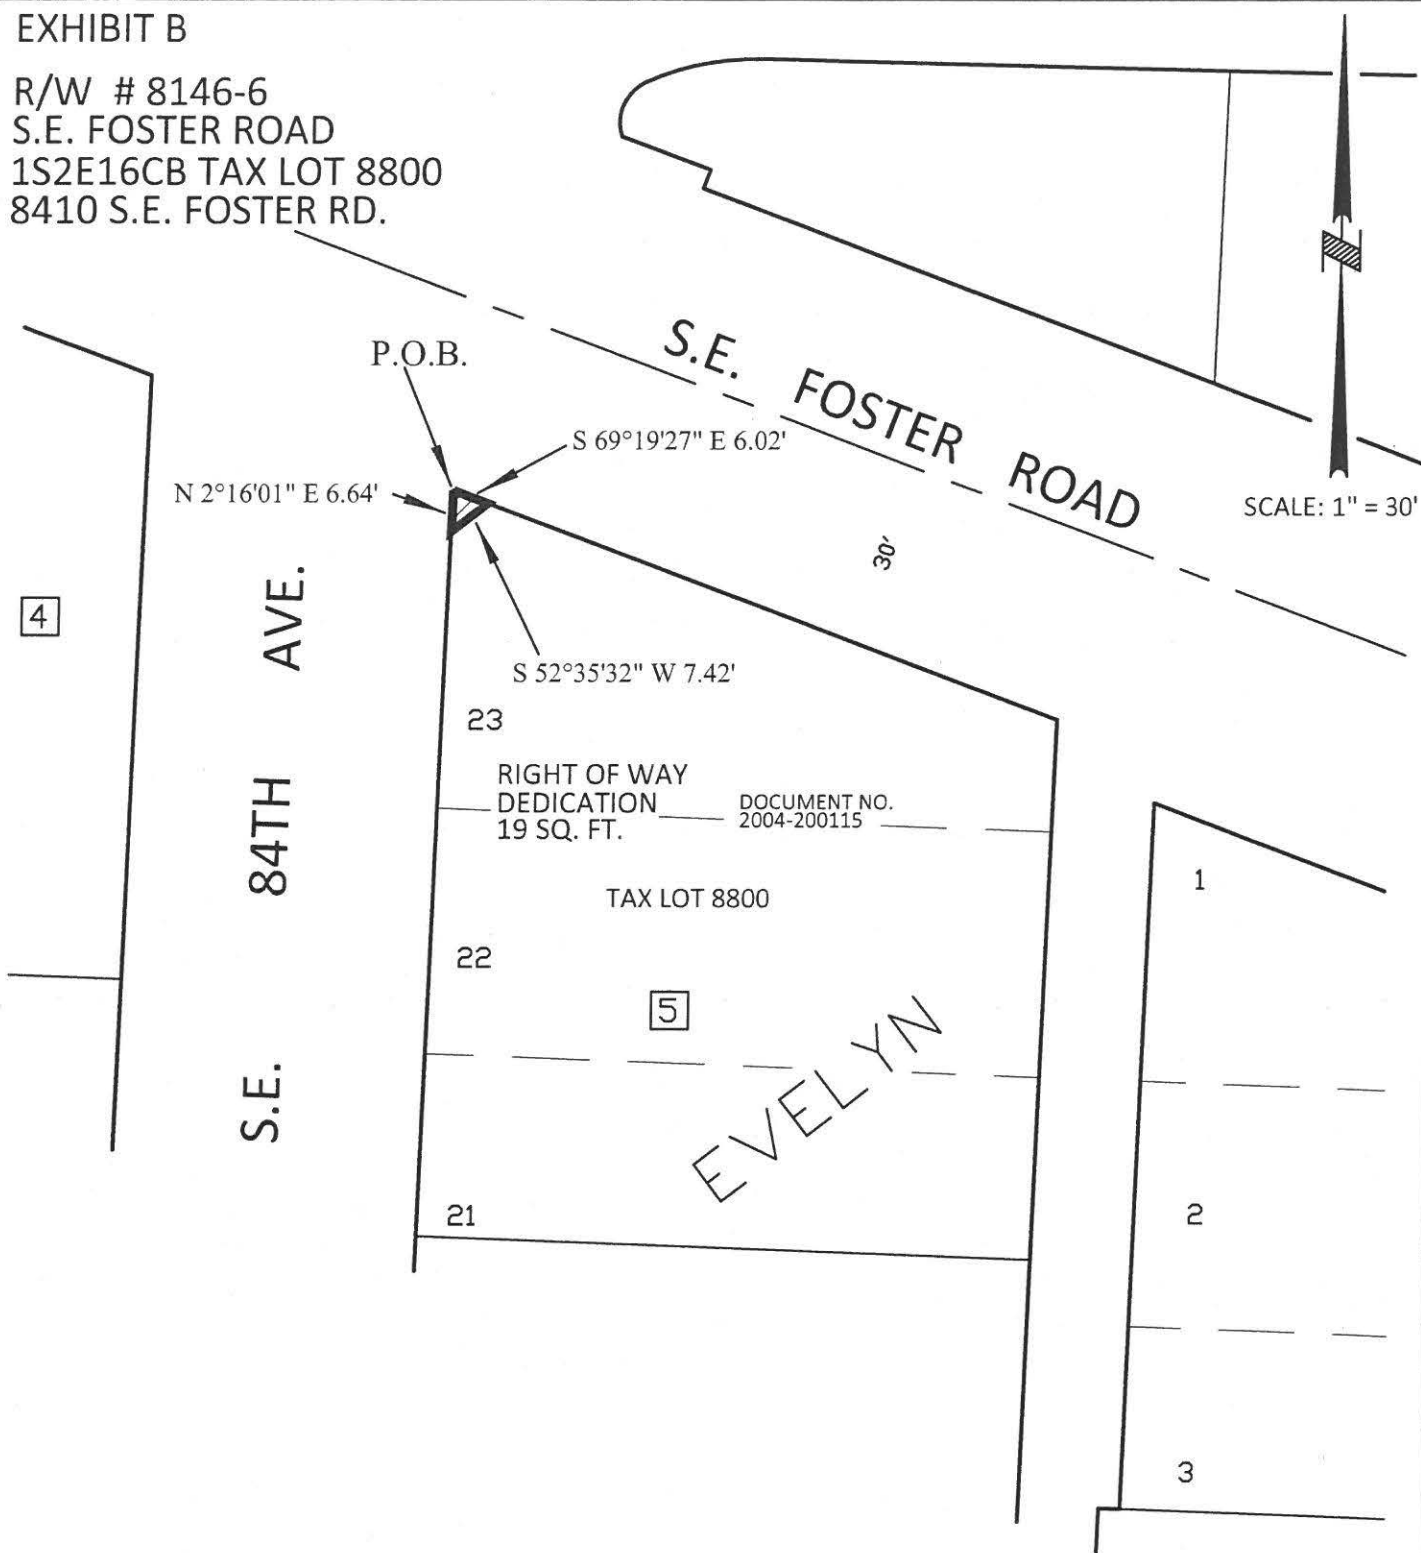 EXHIBIT B
R/W # 8146-6
S.E. FOSTER ROAD
1S2E16CB TAX LOT 8800
8410 S.E. FOSTER RD.
P.O.B.
S.E. FOSTER ROAD
S 69°19'27" E 6.02'
N 2°16'01" E 6.64'
SCALE: 1" = 30'
30'
4
S 52°35'32" W 7.42'
S.E. 84TH AVE.
23
RIGHT OF WAY
DEDICATION
19 SQ. FT.
DOCUMENT NO.
2004-200115
TAX LOT 8800
1
22
5
EVELYN
21
2
3